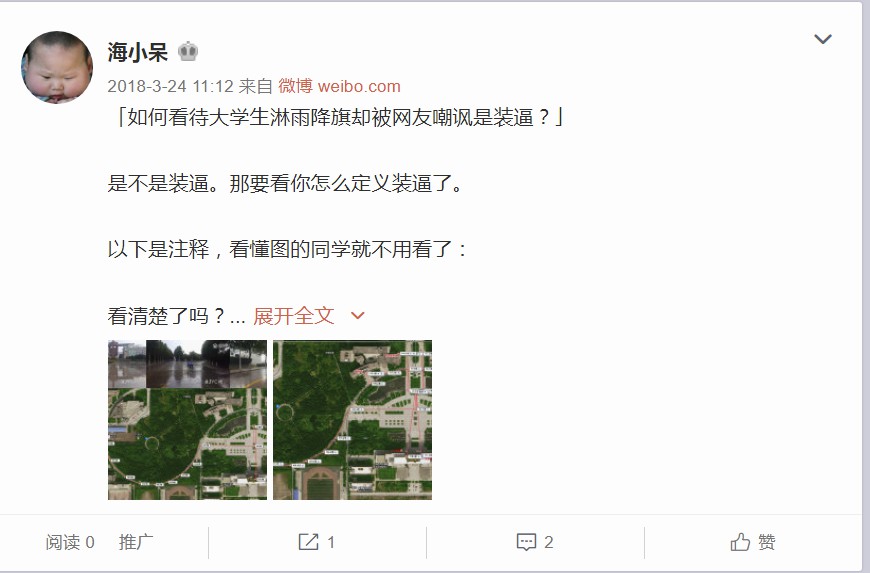 海小呆
2018-3-24 11:12 来自 微博 weibo.com
「如何看待大学生淋雨降旗却被网友嘲讽是装逼？」
是不是装逼。那要看你怎么定义装逼了。
以下是注释，看懂图的同学就不用看了：
看清楚了吗？... 展开全文
阅读 0 推广 1 2 赞